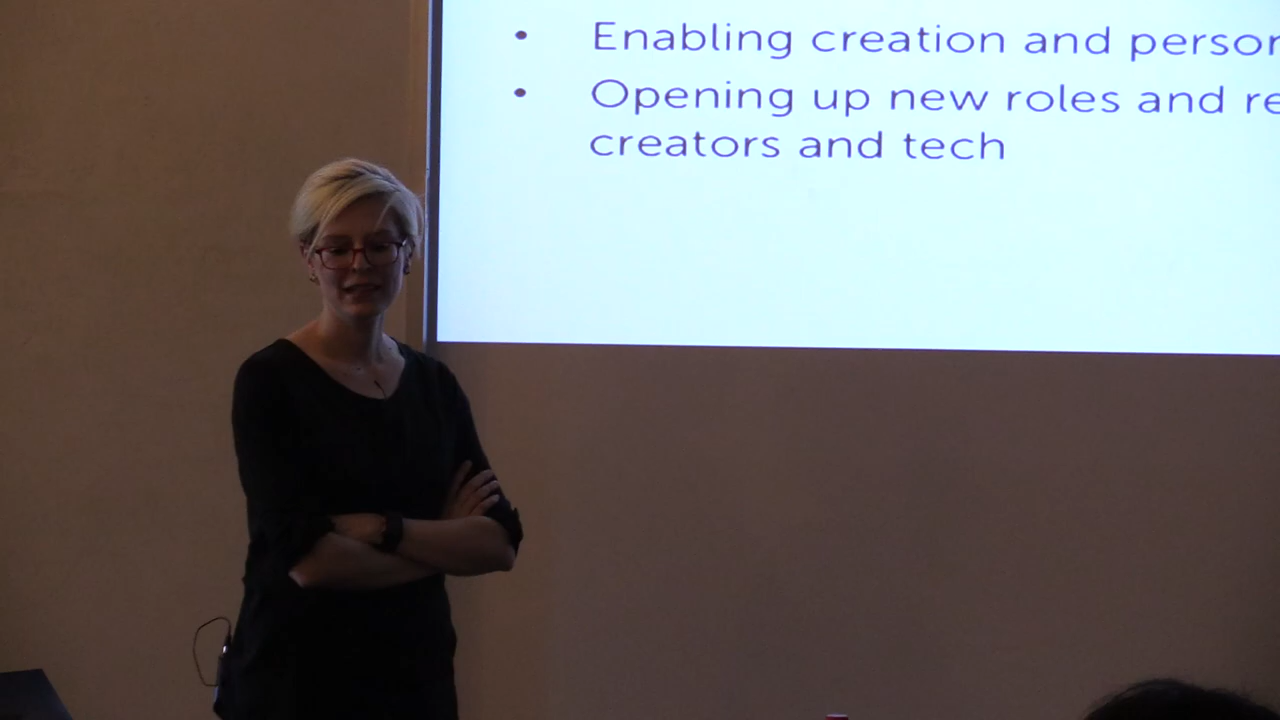 Enabling creation and
Opening up new roles and
creators and tech